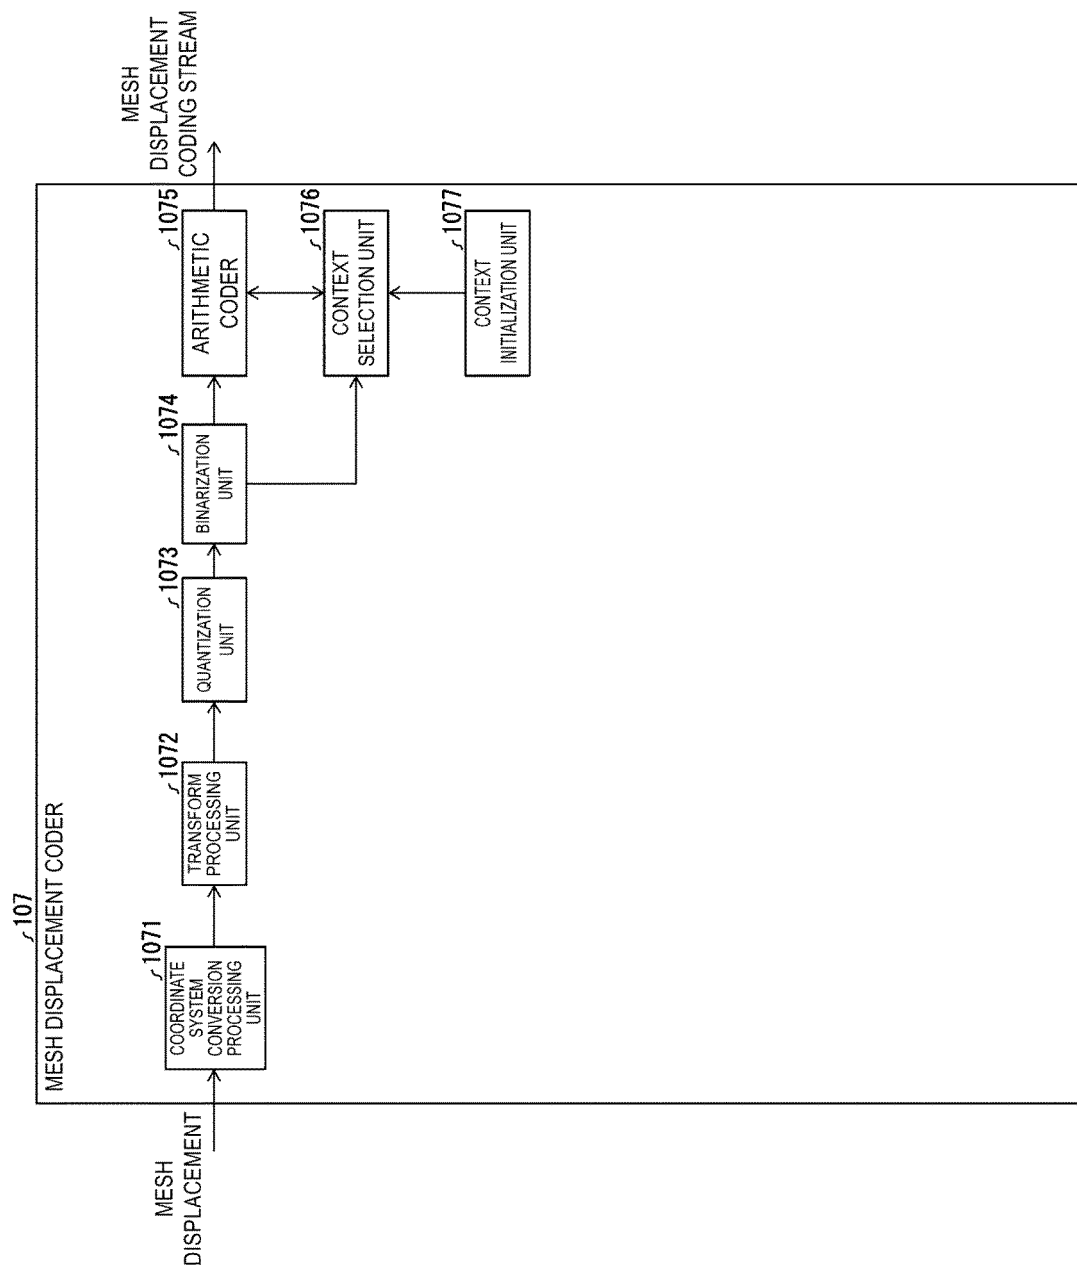 107
MESH DISPLACEMENT CODER
MESH
DISPLACEMENT
1071
COORDINATE
SYSTEM
CONVERSION
PROCESSING
UNIT
1072
TRANSFORM
PROCESSING
UNIT
1073
QUANTIZATION
UNIT
1074
BINARIZATION
UNIT
1075
ARITHMETIC
CODER
MESH
DISPLACEMENT
CODING STREAM
1076
CONTEXT
SELECTION UNIT
1077
CONTEXT
INITIALIZATION UNIT